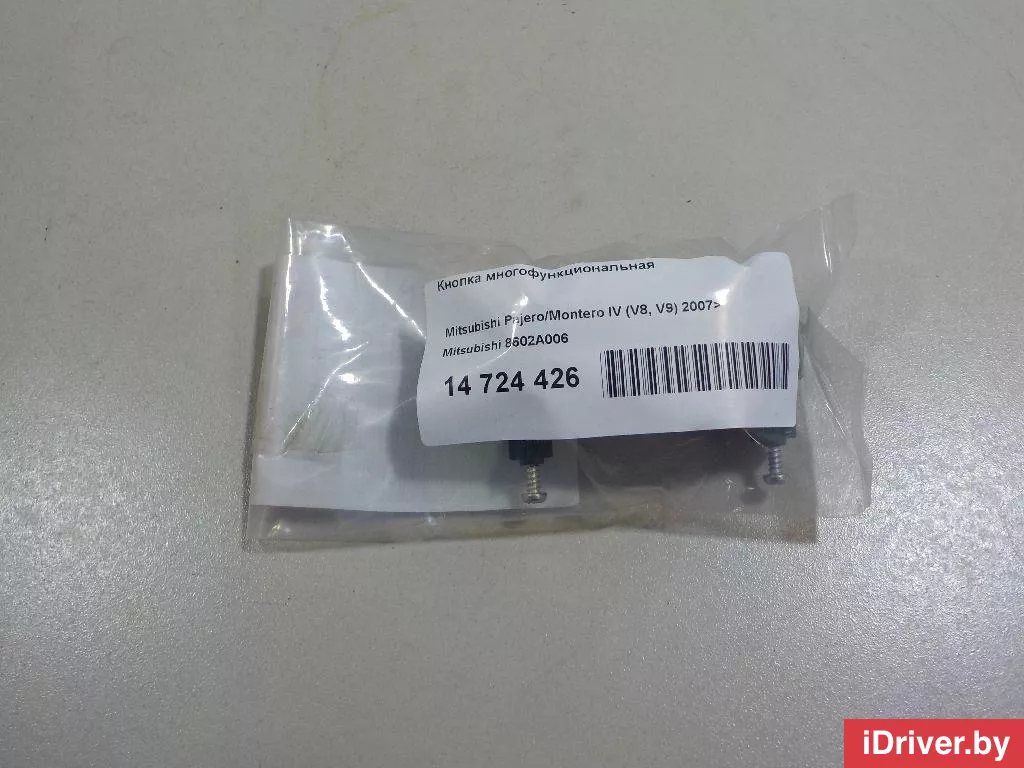 Кнопка многофункциональная
Mitsubishi Pajero/Montero IV (V8, V9) 2007>
Mitsubishi 8602A006
14 724 426
iDriver.by